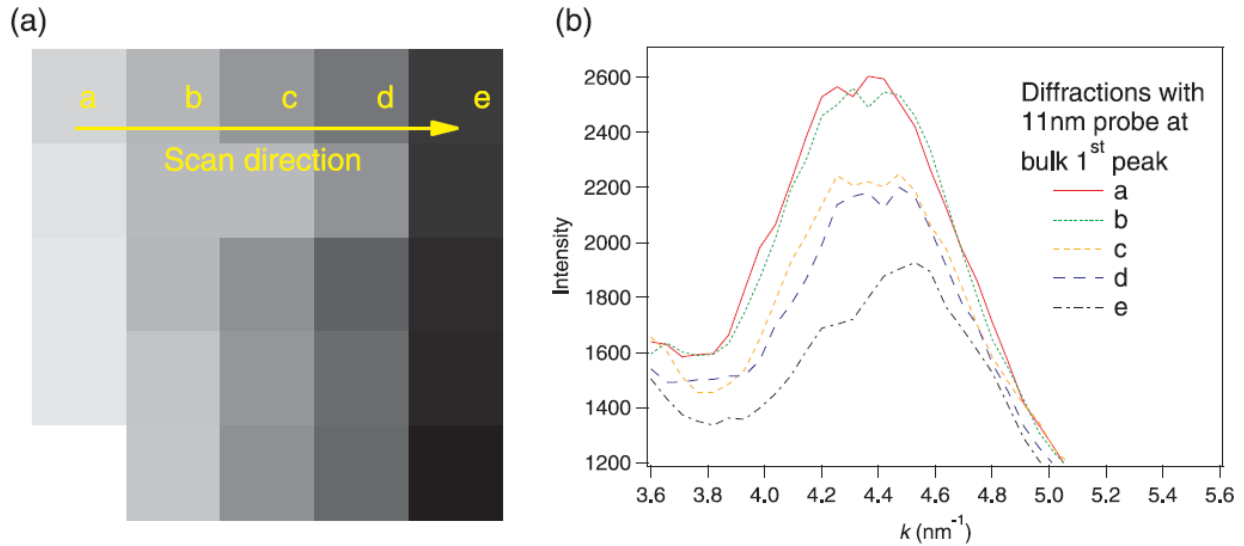 (a)
a b c d e
Scan direction
(b)
2600
2400
2200
2000
1800
1600
1400
1200
Intensity
3.6 3.8 4.0 4.2 4.4 4.6 4.8 5.0 5.2 5.4 5.6
k (nm⁻¹)
Diffractions with
11nm probe at
bulk 1ˢᵗ peak
a
b
c
d
e